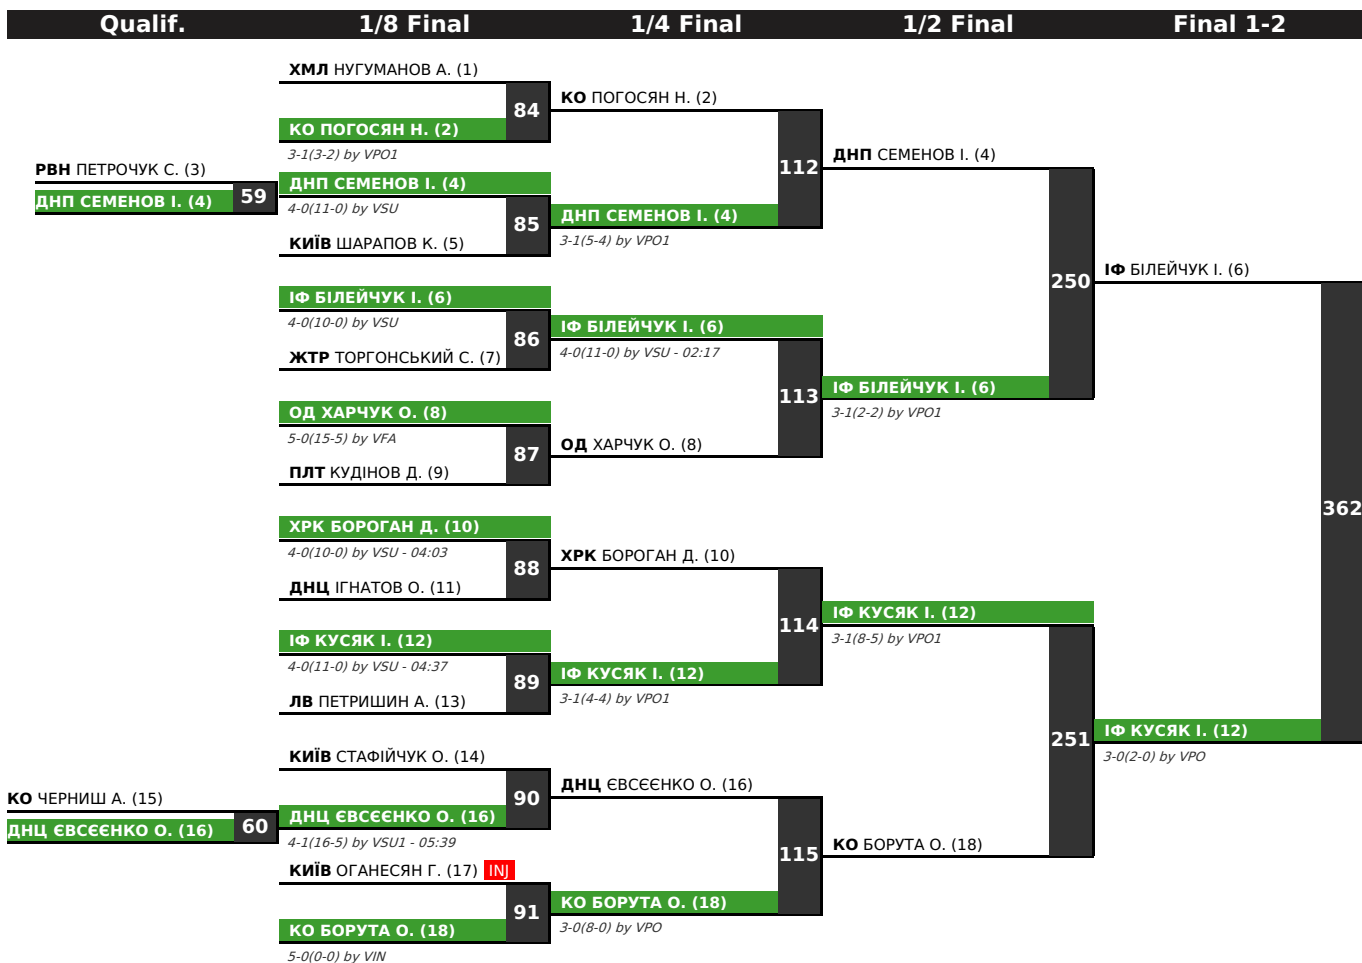 Qualif. 1/8 Final 1/4 Final 1/2 Final Final 1-2
ХМЛ НУГУМАНОВ А. (1)
84
КО ПОГОСЯН Н. (2)
3-1(3-2) by VPO1
РВН ПЕТРОЧУК С. (3)
59
ДНП СЕМЕНОВ І. (4)
ДНП СЕМЕНОВ І. (4)
4-0(11-0) by VSU
85
КИЇВ ШАРАПОВ К. (5)
ІФ БІЛЕЙЧУК І. (6)
4-0(10-0) by VSU
86
ЖТР ТОРГОНСЬКИЙ С. (7)
ОД ХАРЧУК О. (8)
5-0(15-5) by VFA
87
ПЛТ КУДІНОВ Д. (9)
ХРК БОРОГАН Д. (10)
4-0(10-0) by VSU - 04:03
88
ДНЦ ІГНАТОВ О. (11)
ІФ КУСЯК І. (12)
4-0(11-0) by VSU - 04:37
89
ЛВ ПЕТРИШИН А. (13)
КИЇВ СТАФІЙЧУК О. (14)
90
КО ЧЕРНИШ А. (15)
60
ДНЦ ЄВСЄЄНКО О. (16)
ДНЦ ЄВСЄЄНКО О. (16)
4-1(16-5) by VSU1 - 05:39
КИЇВ ОГАНЕСЯН Г. (17) INJ
91
КО БОРУТА О. (18)
5-0(0-0) by VIN
КО ПОГОСЯН Н. (2)
112
ДНП СЕМЕНОВ І. (4)
3-1(5-4) by VPO1
ІФ БІЛЕЙЧУК І. (6)
4-0(11-0) by VSU - 02:17
113
ОД ХАРЧУК О. (8)
ХРК БОРОГАН Д. (10)
114
ІФ КУСЯК І. (12)
3-1(4-4) by VPO1
ДНЦ ЄВСЄЄНКО О. (16)
115
КО БОРУТА О. (18)
3-0(8-0) by VPO
ДНП СЕМЕНОВ І. (4)
250
ІФ БІЛЕЙЧУК І. (6)
3-1(2-2) by VPO1
ІФ КУСЯК І. (12)
3-1(8-5) by VPO1
251
КО БОРУТА О. (18)
ІФ БІЛЕЙЧУК І. (6)
362
ІФ КУСЯК І. (12)
3-0(2-0) by VPO